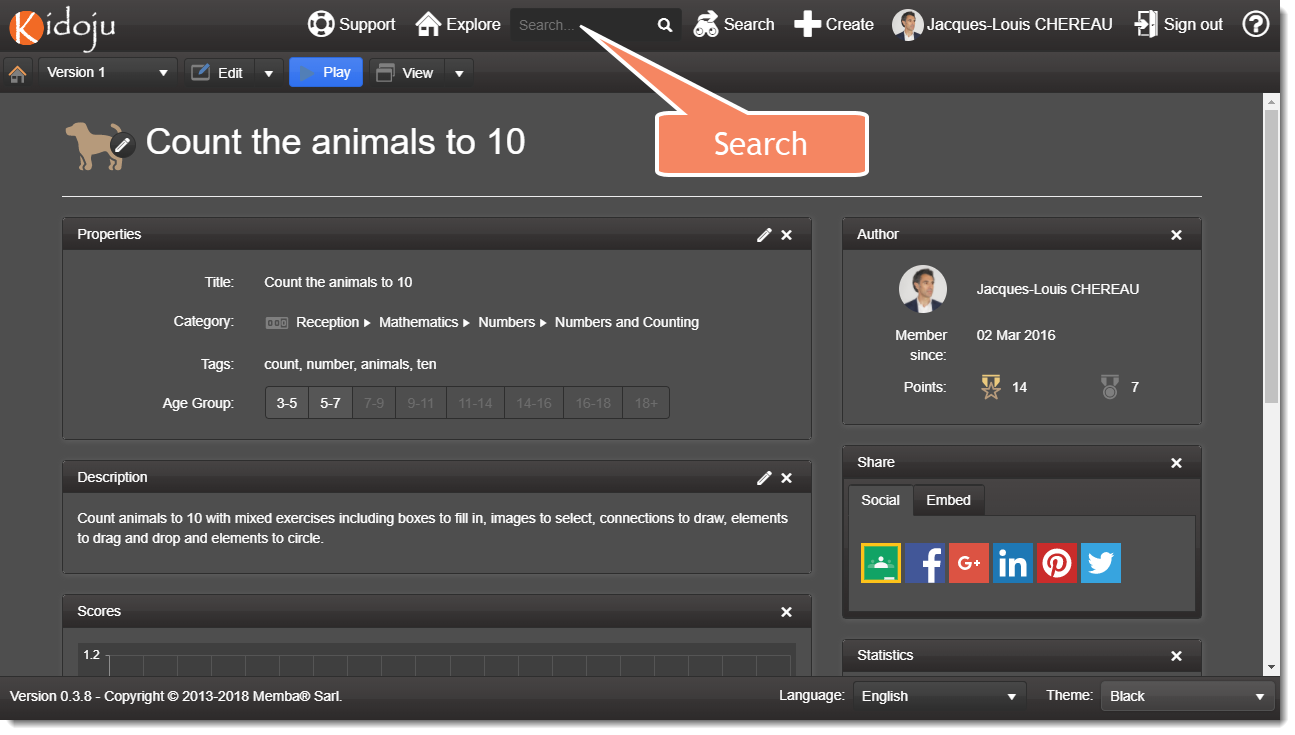 Kidoju Support Explore Search... Search Create Jacques-Louis CHEREAU Sign out ?
Version 1 Edit Play View
Search
Count the animals to 10
Properties
Title: Count the animals to 10
Category: Reception Mathematics Numbers Numbers and Counting
Tags: count, number, animals, ten
Age Group: 3-5 5-7 7-9 9-11 11-14 14-16 16-18 18+
Author
Jacques-Louis CHEREAU
Member since: 02 Mar 2016
Points: 14 7
Description
Count animals to 10 with mixed exercises including boxes to fill in, images to select, connections to draw, elements
to drag and drop and elements to circle.
Share
Social Embed
f G+ in
Scores
1.2
Statistics
Version 0.3.8 - Copyright © 2013-2018 Memba® Sarl. Language: English Theme: Black